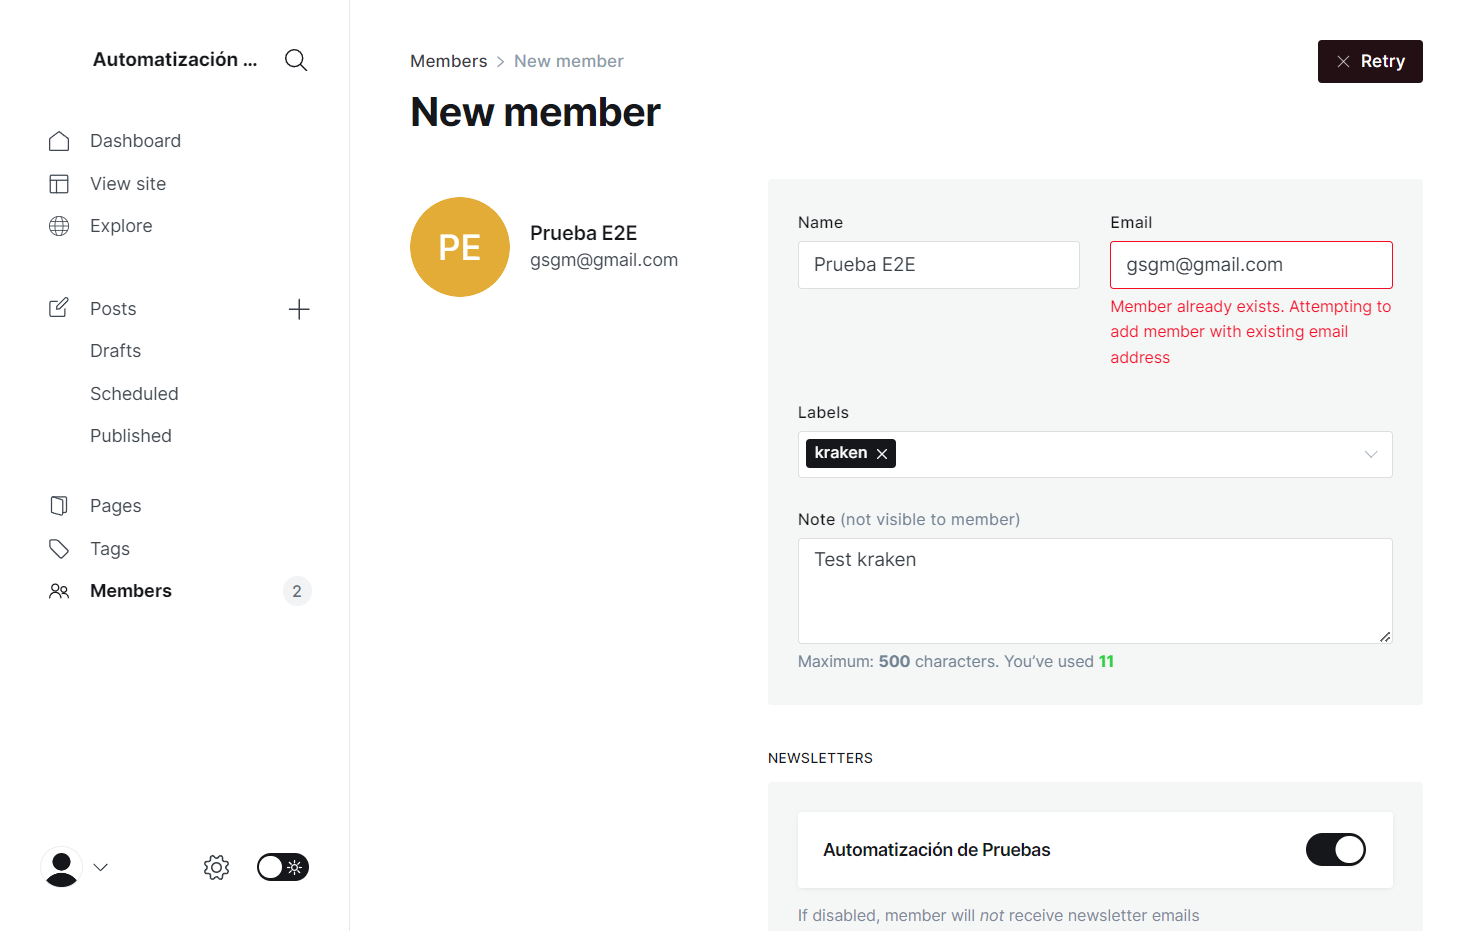 Automatización ...
Dashboard
View site
Explore
Posts
Drafts
Scheduled
Published
Pages
Tags
Members
2
Members > New member
Retry
New member
PE
Prueba E2E
gsgm@gmail.com
Name
Prueba E2E
Email
gsgm@gmail.com
Member already exists. Attempting to
add member with existing email
address
Labels
kraken
Note (not visible to member)
Test kraken
Maximum: 500 characters. You’ve used 11
NEWSLETTERS
Automatización de Pruebas
If disabled, member will not receive newsletter emails